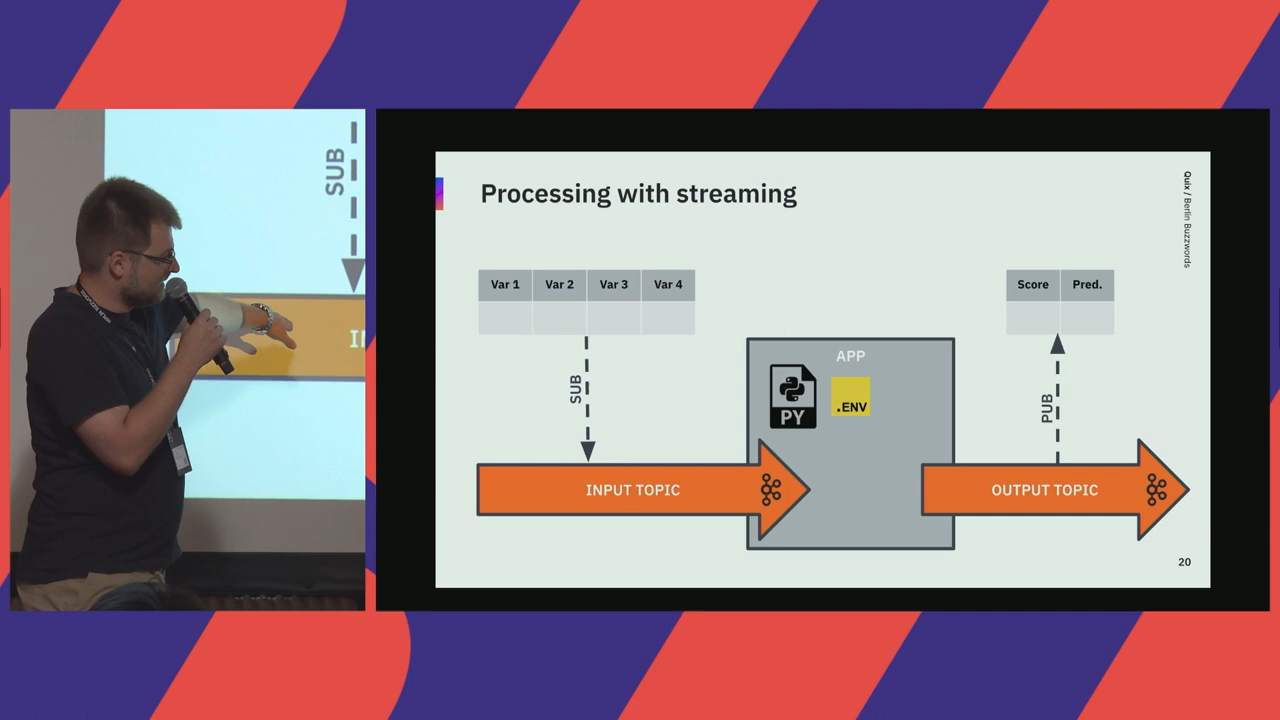 SUB
Processing with streaming
Quix / Berlin Buzzwords
Var 1 Var 2 Var 3 Var 4
Score Pred.
APP
PY
.ENV
SUB
PUB
INPUT TOPIC
OUTPUT TOPIC
20